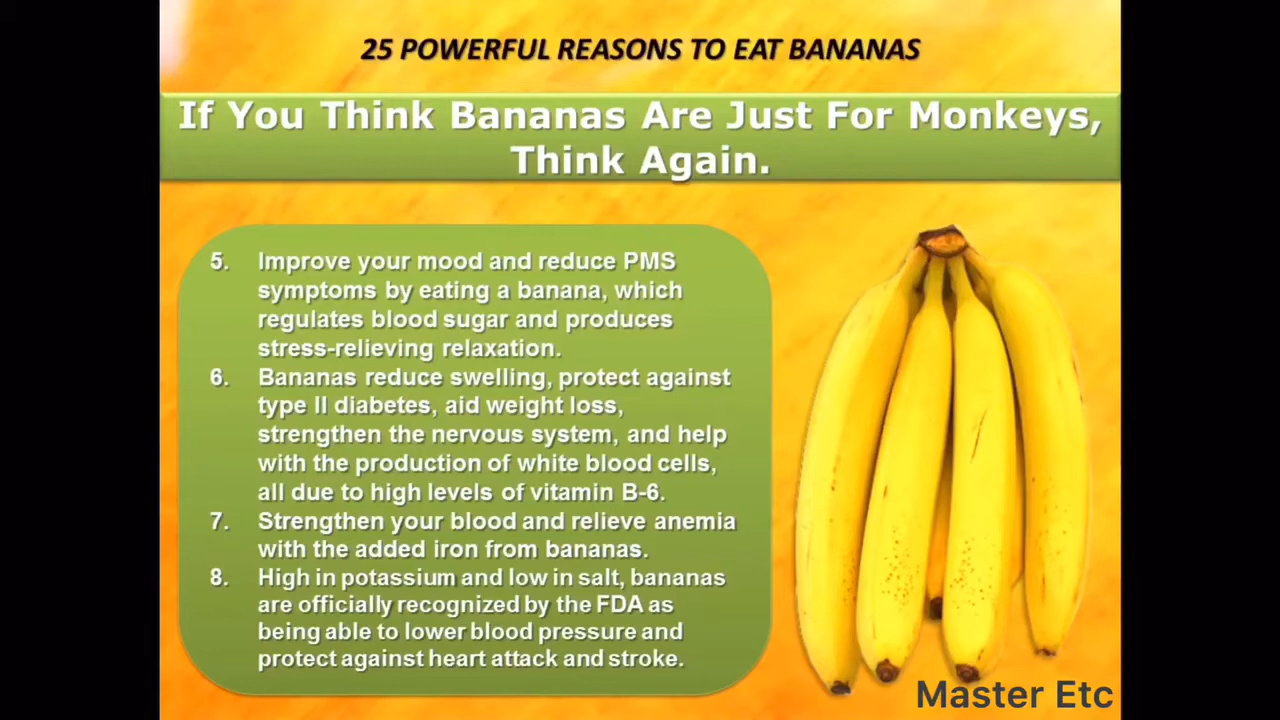 25 POWERFUL REASONS TO EAT BANANAS
If You Think Bananas Are Just For Monkeys,
Think Again.
5. Improve your mood and reduce PMS
symptoms by eating a banana, which
regulates blood sugar and produces
stress-relieving relaxation.
6. Bananas reduce swelling, protect against
type II diabetes, aid weight loss,
strengthen the nervous system, and help
with the production of white blood cells,
all due to high levels of vitamin B-6.
7. Strengthen your blood and relieve anemia
with the added iron from bananas.
8. High in potassium and low in salt, bananas
are officially recognized by the FDA as
being able to lower blood pressure and
protect against heart attack and stroke.
Master Etc